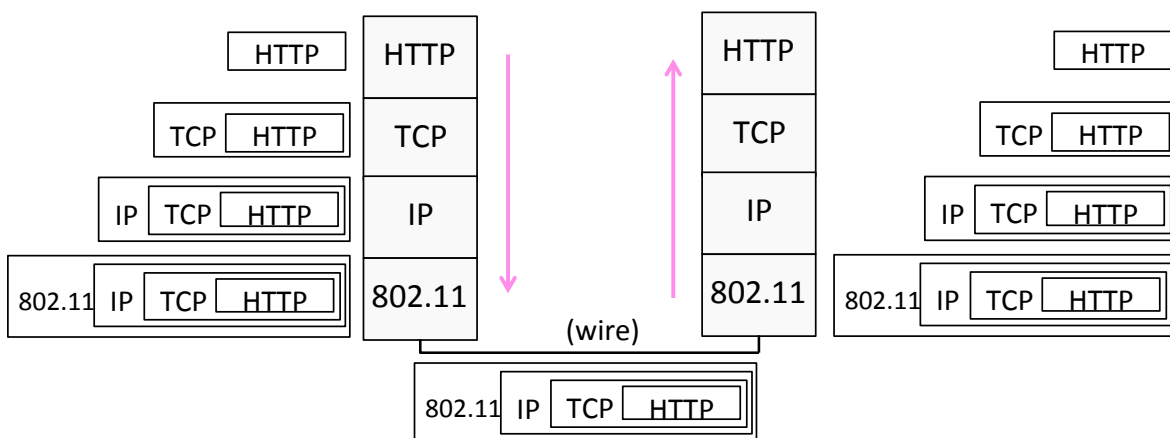 HTTP HTTP HTTP HTTP
TCP HTTP TCP TCP TCP HTTP
IP TCP HTTP IP IP IP TCP HTTP
802.11 IP TCP HTTP 802.11 802.11 802.11 IP TCP HTTP
(wire)
802.11 IP TCP HTTP